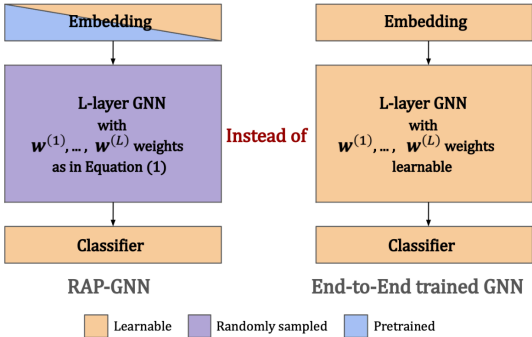 Embedding
L-layer GNN
with
w^(1),..., w^(L) weights
as in Equation (1)
Classifier
RAP-GNN
Instead of
Embedding
L-layer GNN
with
w^(1),..., w^(L) weights
learnable
Classifier
End-to-End trained GNN
Learnable
Randomly sampled
Pretrained